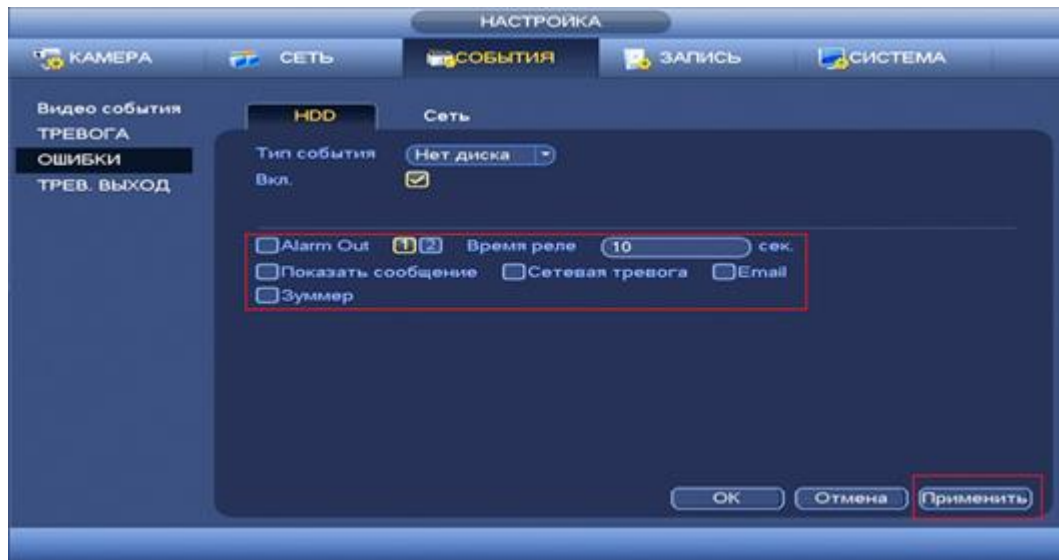 НАСТРОЙКА
КАМЕРА СЕТЬ СОБЫТИЯ ЗАПИСЬ СИСТЕМА
Видео события
ТРЕВОГА
ОШИБКИ
ТРЕВ. ВЫХОД
HDD Сеть
Тип события Нет диска
Вкл.
Alarm Out 1 2 Время реле 10 сек.
Показать сообщение Сетевая тревога Email
Зуммер
OK Отмена Применить